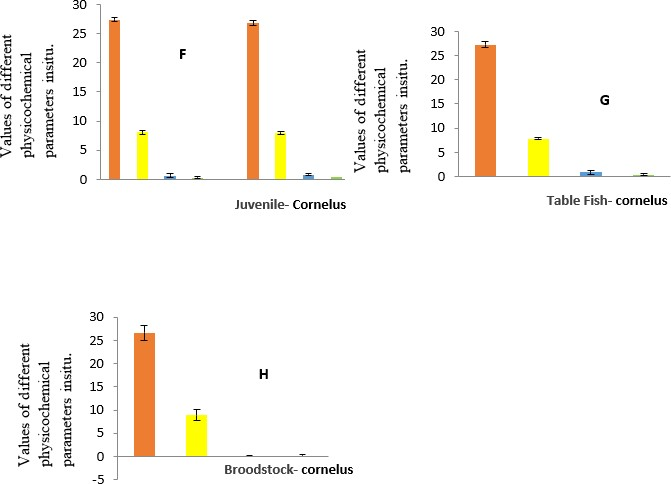 Values of different
physicochemical
parameters insitu.
30
25
20
15
10
5
0
F
Juvenile- Cornelus
Values of different
physicochemical
parameters insitu.
30
25
20
15
10
5
0
G
Table Fish- cornelus
Values of different
physicochemical
parameters insitu.
30
25
20
15
10
5
0
-5
H
Broodstock- cornelus